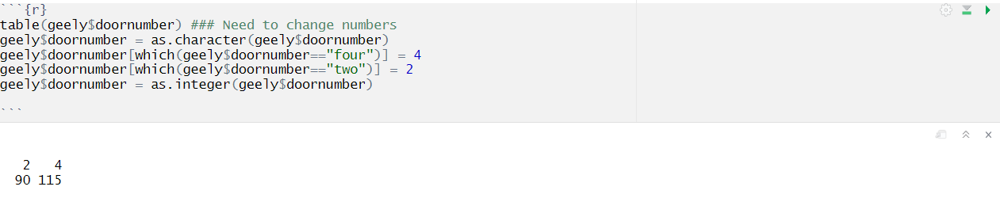 ```{r}
table(geely$doornumber) ### Need to change numbers
geely$doornumber = as.character(geely$doornumber)
geely$doornumber[which(geely$doornumber=="four")] = 4
geely$doornumber[which(geely$doornumber=="two")] = 2
geely$doornumber = as.integer(geely$doornumber)
```
2 4
90 115